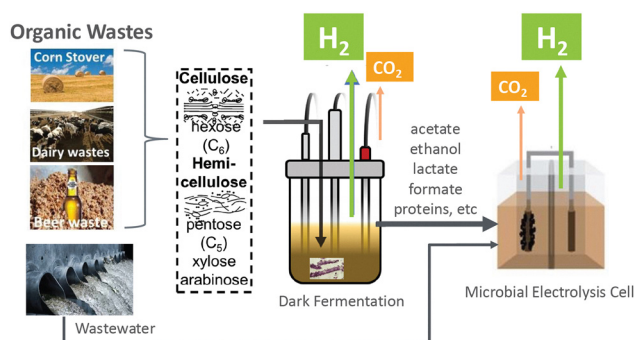 Organic Wastes
Corn Stover
Dairy wastes
Beer waste
Wastewater
Cellulose
hexose
(C6)
Hemi-
cellulose
pentose
(C5)
xylose
arabinose
H2
CO2
Dark Fermentation
acetate
ethanol
lactate
formate
proteins, etc
H2
CO2
Microbial Electrolysis Cell